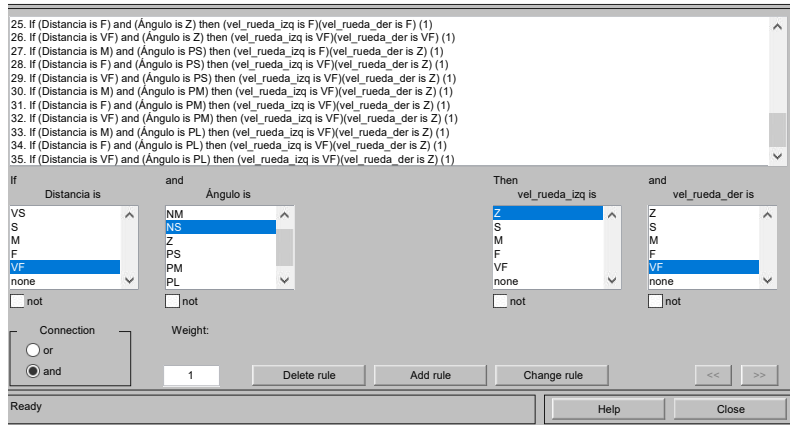 25. If (Distancia is F) and (Ángulo is Z) then (vel_rueda_izq is F)(vel_rueda_der is F) (1)
26. If (Distancia is VF) and (Ángulo is Z) then (vel_rueda_izq is VF)(vel_rueda_der is VF) (1)
27. If (Distancia is M) and (Ángulo is PS) then (vel_rueda_izq is F)(vel_rueda_der is Z) (1)
28. If (Distancia is F) and (Ángulo is PS) then (vel_rueda_izq is VF)(vel_rueda_der is Z) (1)
29. If (Distancia is VF) and (Ángulo is PS) then (vel_rueda_izq is VF)(vel_rueda_der is Z) (1)
30. If (Distancia is M) and (Ángulo is PM) then (vel_rueda_izq is VF)(vel_rueda_der is Z) (1)
31. If (Distancia is F) and (Ángulo is PM) then (vel_rueda_izq is VF)(vel_rueda_der is Z) (1)
32. If (Distancia is VF) and (Ángulo is PM) then (vel_rueda_izq is VF)(vel_rueda_der is Z) (1)
33. If (Distancia is M) and (Ángulo is PL) then (vel_rueda_izq is VF)(vel_rueda_der is Z) (1)
34. If (Distancia is F) and (Ángulo is PL) then (vel_rueda_izq is VF)(vel_rueda_der is Z) (1)
35. If (Distancia is VF) and (Ángulo is PL) then (vel_rueda_izq is VF)(vel_rueda_der is Z) (1)
If
Distancia is
VS
S
M
F
VF
none
not
and
Ángulo is
NM
NS
Z
PS
PM
PL
not
Then
vel_rueda_izq is
Z
S
M
F
VF
none
not
and
vel_rueda_der is
Z
S
M
F
VF
none
not
Connection
or
and
Weight:
1
Delete rule
Add rule
Change rule
<<
>>
Ready
Help
Close